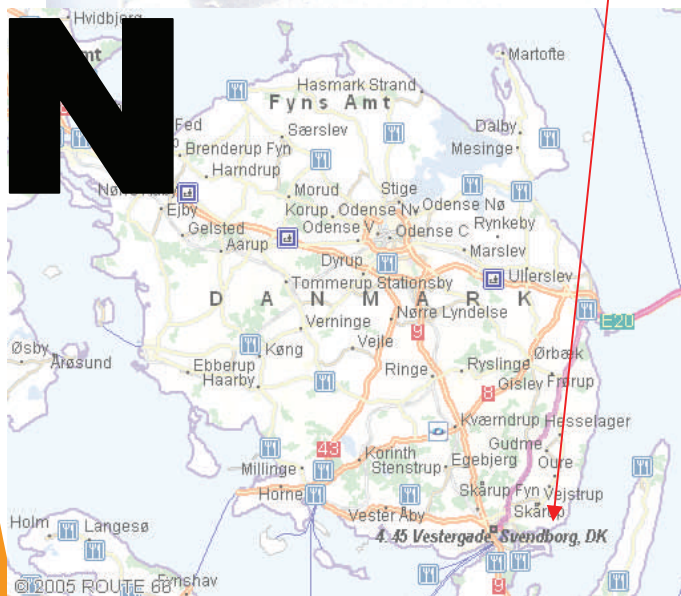 Hvidbjerg
N
Martofte
Hasmark Strand
Fyns Amt
Særslev
Dalby
Brenderup Fyn
Mesinge
Harndrup
Morud
Stige
Korup
Odense Nv
Odense Nø
Ejby
Gelsted
Odense V
Odense C
Rynkeby
Aarup
Marslev
Dyrup
Ullerslev
Tommerup Stationsby
DANMARK
E20
Verninge
Nørre Lyndelse
9
Øsby
Årøsund
Køng
Vejle
Ørbæk
Ebberup
Ringe
Ryslinge
Haarby
8
Gislev
Frørup
Kværndrup
Hesselager
43
Korinth
Gudme
Millinge
Stenstrup
Egebjerg
Oure
Horne
Skårup Fyn
Vejstrup
Vester Åby
Skårup
Holm
Langesø
4. 45 Vestergade Svendborg, DK
©2005 ROUTE 66
Fynshav
9